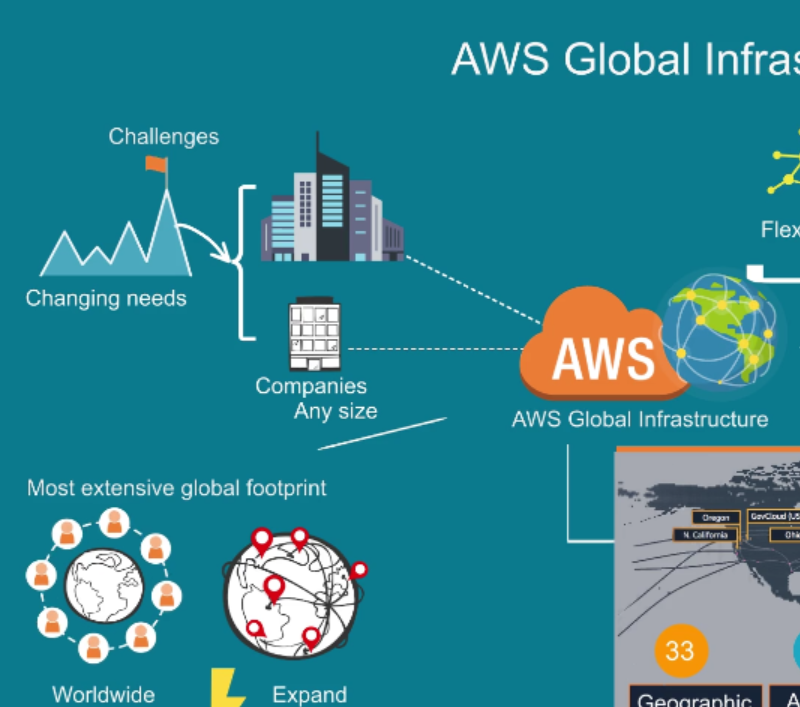 AWS Global Infras
Challenges
Changing needs
Flex
Companies
Any size
AWS
AWS Global Infrastructure
Most extensive global footprint
Oregon
GovCloud (US
N. California
Ohi
33
Geographic
A
Worldwide
Expand